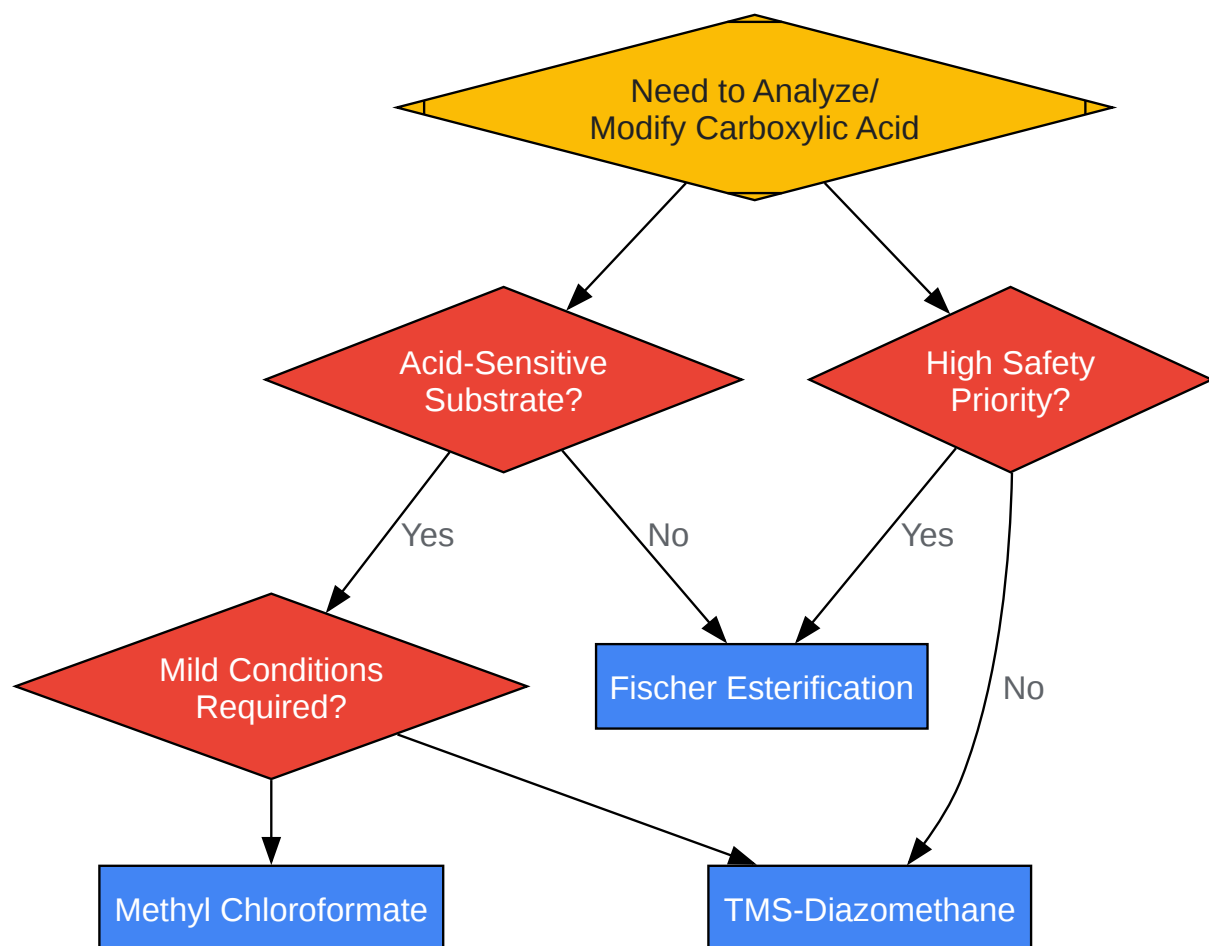 Need to Analyze/
Modify Carboxylic Acid
Acid-Sensitive
Substrate?
High Safety
Priority?
Yes
No
Yes
Mild Conditions
Required?
Fischer Esterification
No
Methyl Chloroformate
TMS-Diazomethane